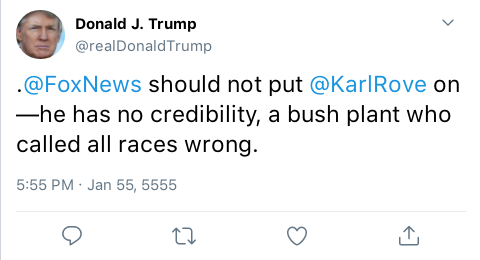 Donald J. Trump
@realDonaldTrump
.@FoxNews should not put @KarlRove on
—he has no credibility, a bush plant who
called all races wrong.
5:55 PM · Jan 55, 5555